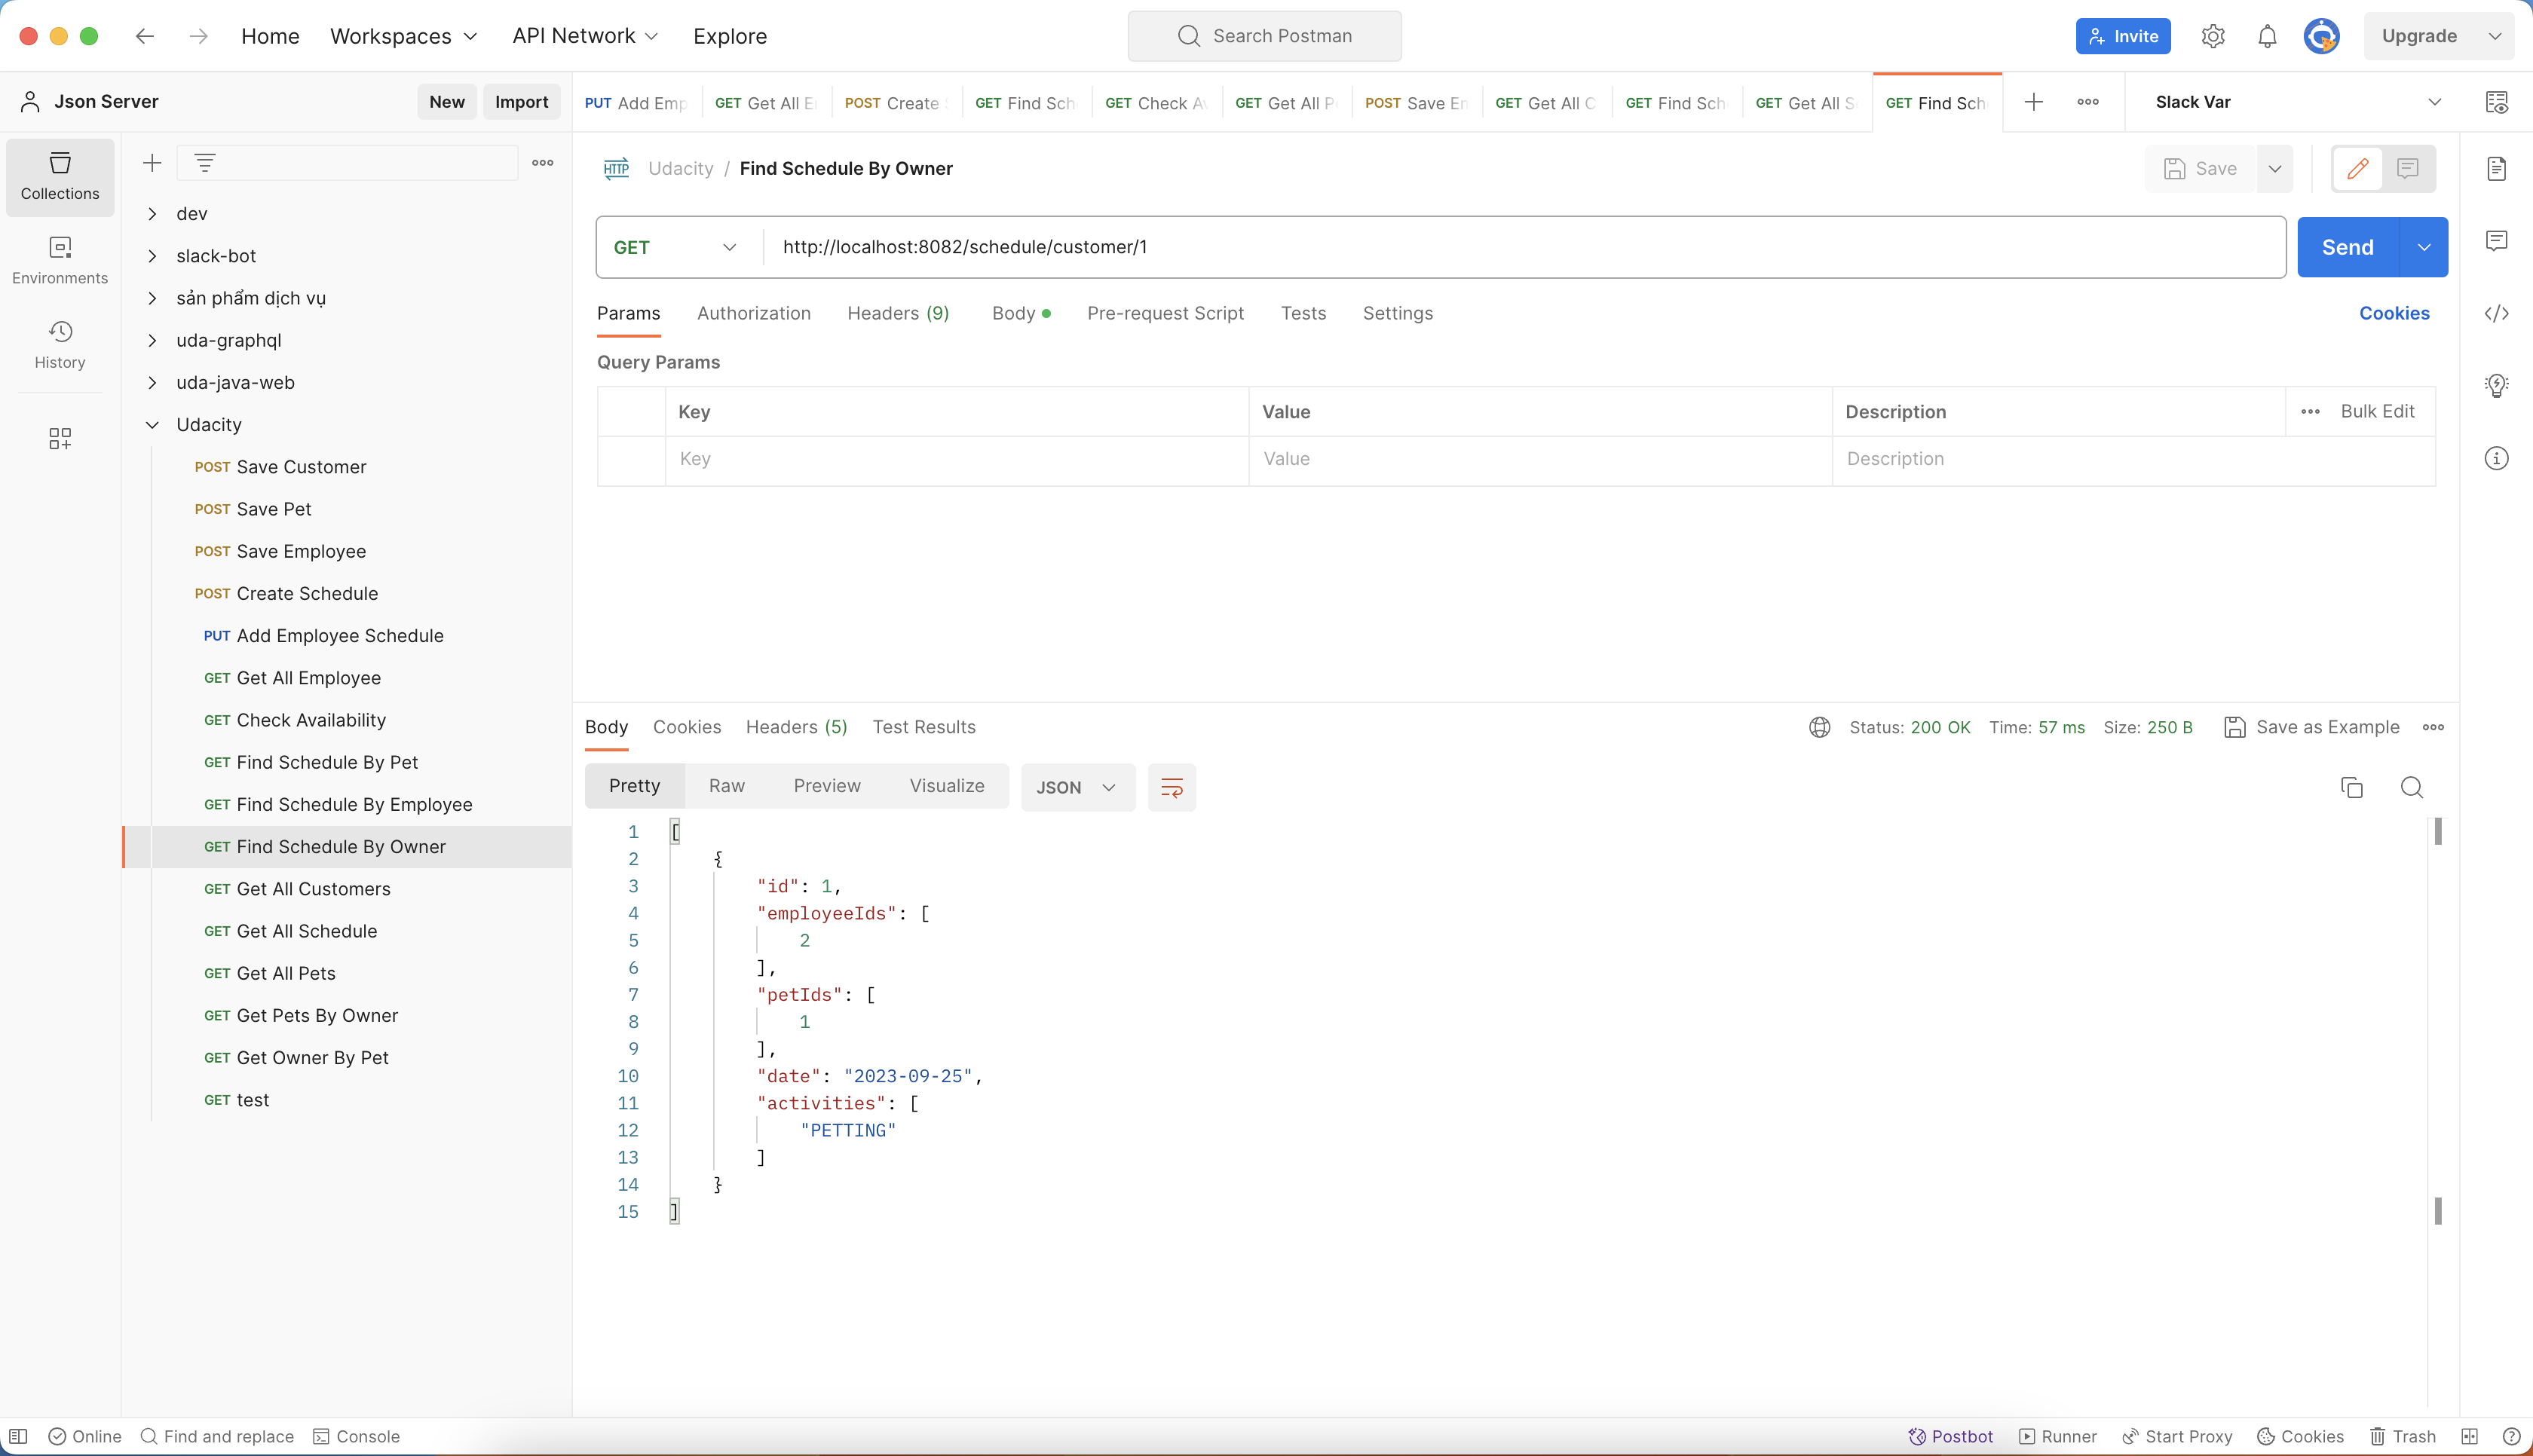 Home Workspaces API Network Explore Search Postman Invite Upgrade
Json Server New Import
PUT Add Emp GET Get All E POST Create GET Find Sch GET Check Av GET Get All P POST Save En GET Get All C GET Find Sch GET Get All S GET Find Sch Slack Var
Collections
Environments
History
dev
slack-bot
sản phẩm dịch vụ
uda-graphql
uda-java-web
Udacity
POST Save Customer
POST Save Pet
POST Save Employee
POST Create Schedule
PUT Add Employee Schedule
GET Get All Employee
GET Check Availability
GET Find Schedule By Pet
GET Find Schedule By Employee
GET Find Schedule By Owner
GET Get All Customers
GET Get All Schedule
GET Get All Pets
GET Get Pets By Owner
GET Get Owner By Pet
GET test
HTTP Udacity / Find Schedule By Owner Save
GET http://localhost:8082/schedule/customer/1 Send
Params Authorization Headers (9) Body Pre-request Script Tests Settings Cookies
Query Params
Key Value Description Bulk Edit
Key Value Description
Body Cookies Headers (5) Test Results Status: 200 OK Time: 57 ms Size: 250 B Save as Example
Pretty Raw Preview Visualize JSON
1 [
2 {
3 "id": 1,
4 "employeeIds": [
5 2
6 ],
7 "petIds": [
8 1
9 ],
10 "date": "2023-09-25",
11 "activities": [
12 "PETTING"
13 ]
14 }
15 ]
Online Find and replace Console Postbot Runner Start Proxy Cookies Trash